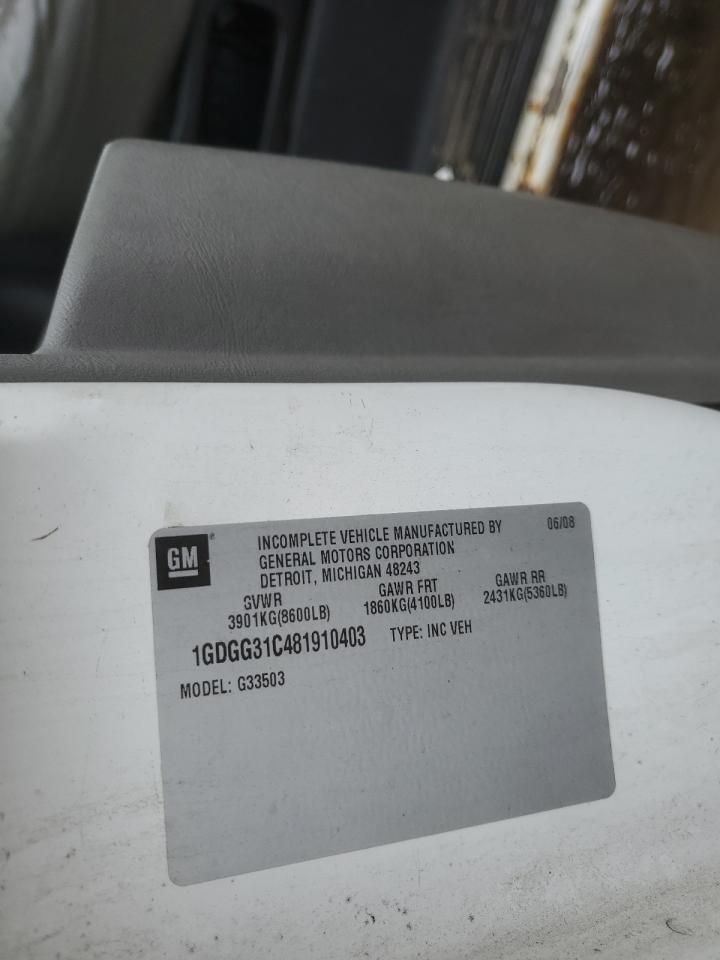 GM
INCOMPLETE VEHICLE MANUFACTURED BY 06/08
GENERAL MOTORS CORPORATION
DETROIT, MICHIGAN 48243
GVWR GAWR FRT GAWR RR
3901KG(8600LB) 1860KG(4100LB) 2431KG(5360LB)
1GDGG31C481910403 TYPE: INC VEH
MODEL: G33503